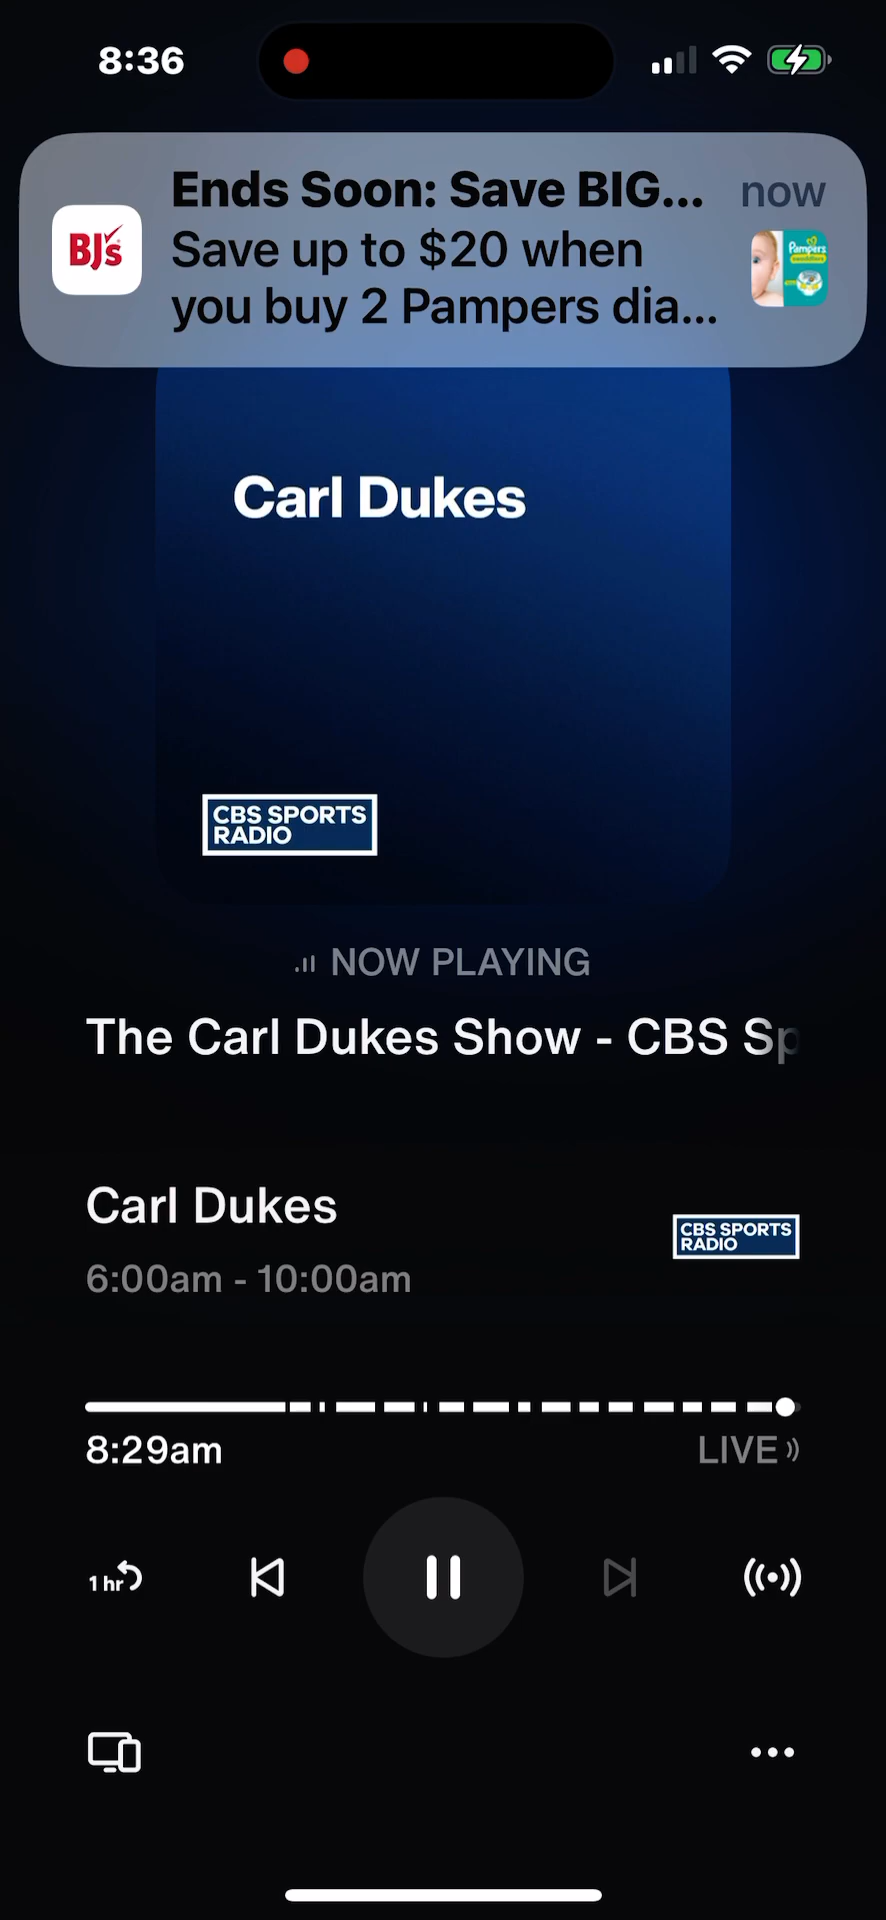 8:36
Ends Soon: Save BIG... now
BJ's
Save up to $20 when
you buy 2 Pampers dia...
Pampers
Carl Dukes
CBS SPORTS
RADIO
NOW PLAYING
The Carl Dukes Show - CBS Sp
Carl Dukes
CBS SPORTS
RADIO
6:00am - 10:00am
8:29am
LIVE
1 hr